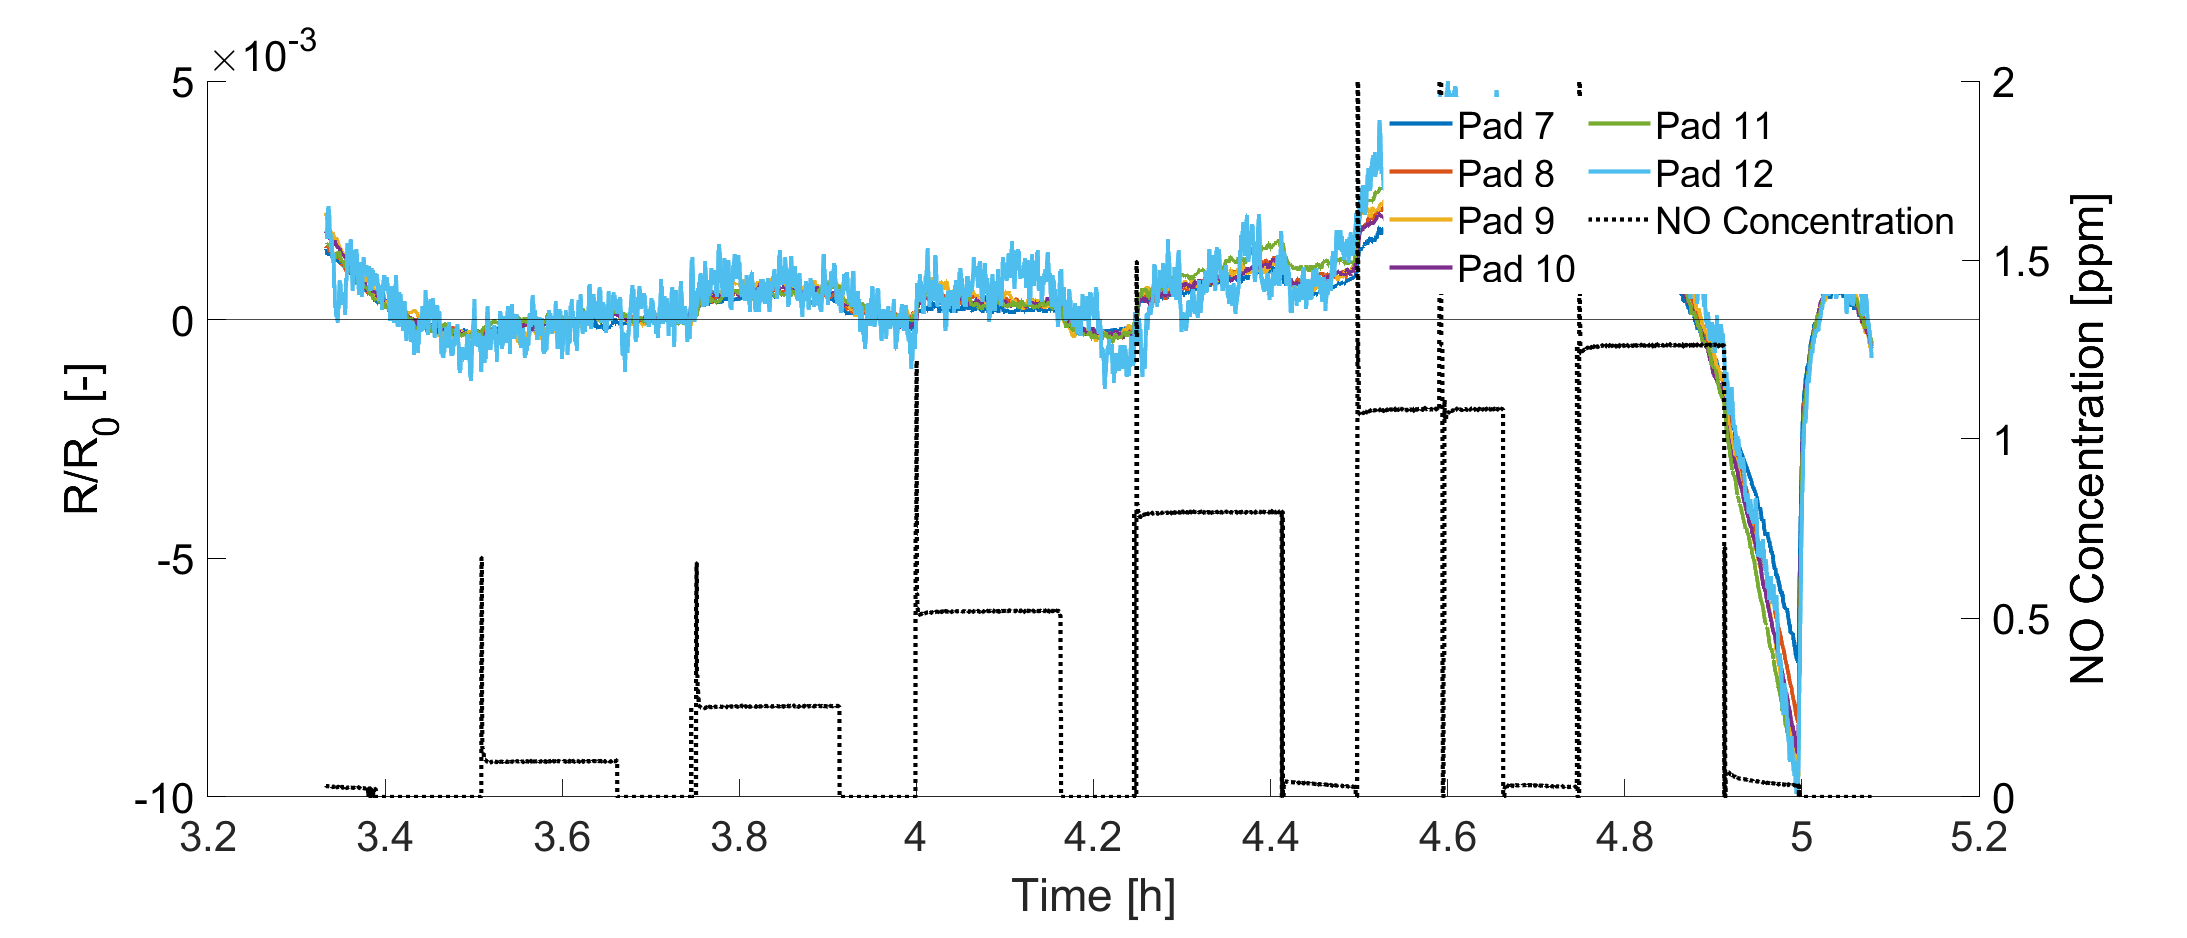 ×10-3
5
0
-5
-10
R/R0 [-]
2
1.5
1
0.5
0
NO Concentration [ppm]
Pad 7
Pad 8
Pad 9
Pad 10
Pad 11
Pad 12
NO Concentration
3.2 3.4 3.6 3.8 4 4.2 4.4 4.6 4.8 5 5.2
Time [h]